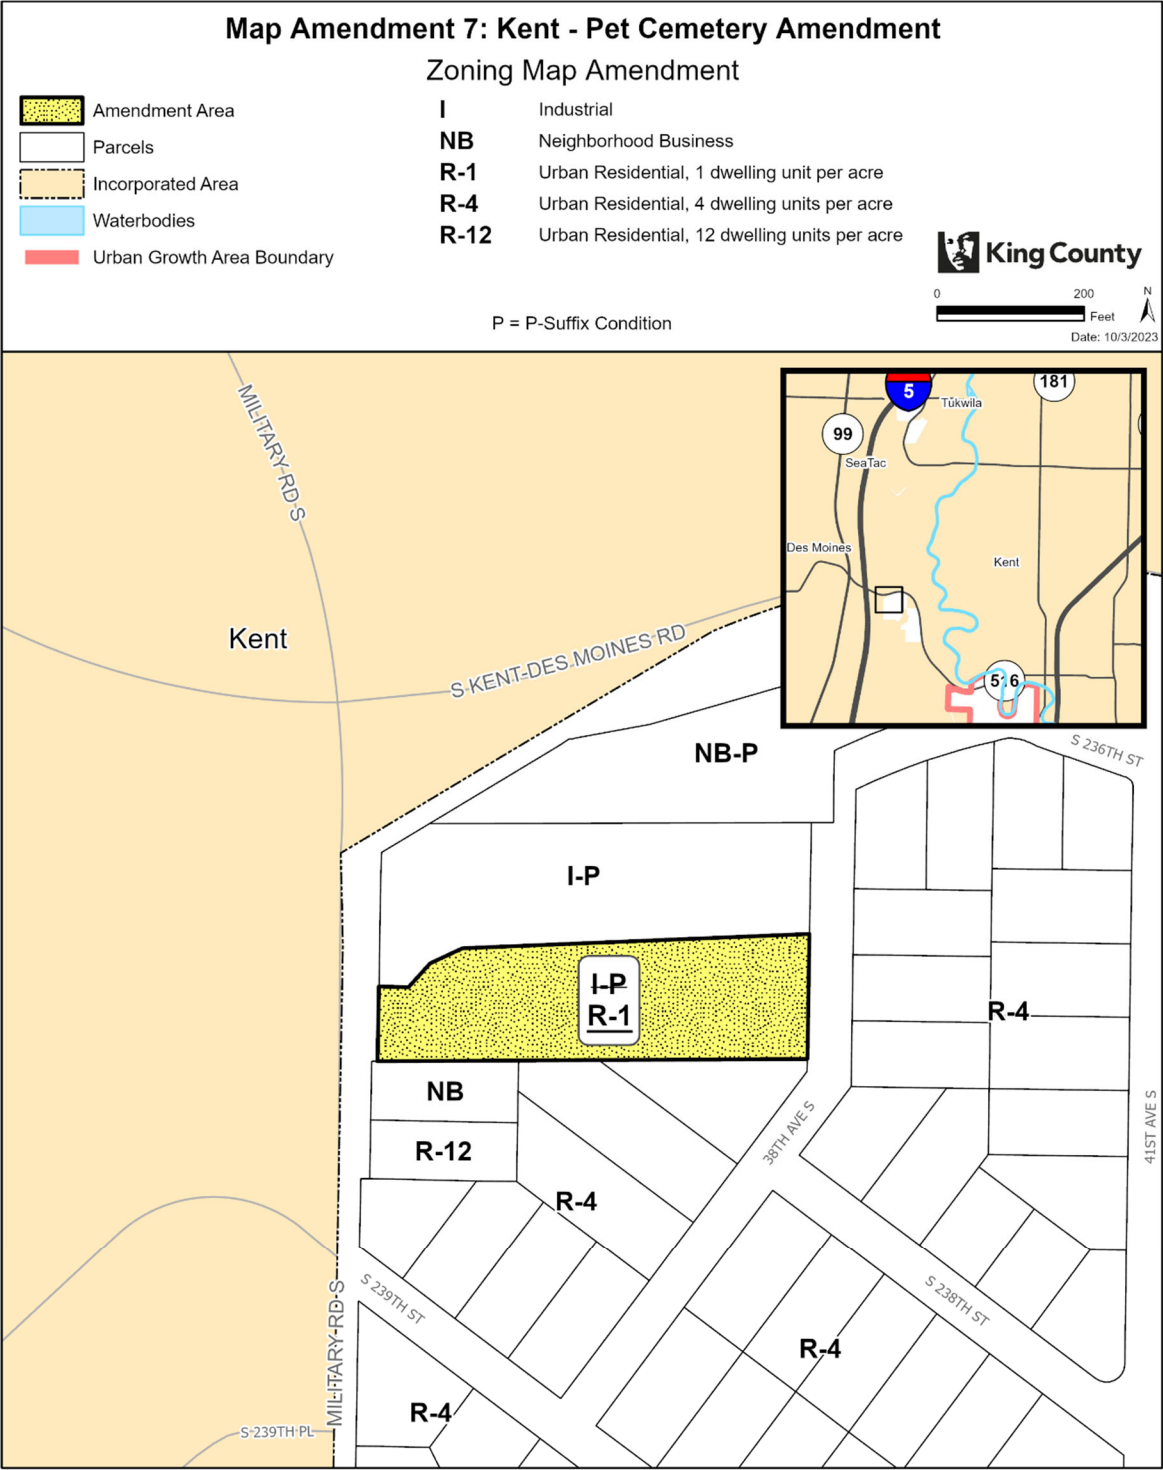 Map Amendment 7: Kent - Pet Cemetery Amendment
Zoning Map Amendment
Amendment Area
Parcels
Incorporated Area
Waterbodies
Urban Growth Area Boundary
I Industrial
NB Neighborhood Business
R-1 Urban Residential, 1 dwelling unit per acre
R-4 Urban Residential, 4 dwelling units per acre
R-12 Urban Residential, 12 dwelling units per acre
P = P-Suffix Condition
King County
0 200
Feet
N
Date: 10/3/2023
MILITARY RD S
Kent
S KENT-DES MOINES RD
5
181
Tukwila
99
SeaTac
Des Moines
Kent
516
S 236TH ST
NB-P
I-P
I-P
R-1
R-4
NB
R-12
R-4
38TH AVE S
41ST AVE S
S 239TH ST
S 238TH ST
MILITARY RD S
R-4
R-4
S 239TH PL